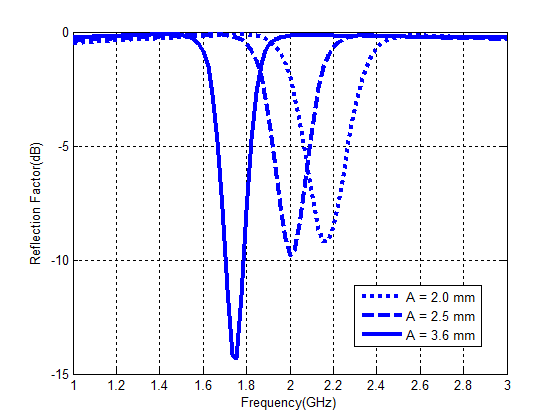 0
-5
-10
-15
Reflection Factor(dB)
A = 2.0 mm
A = 2.5 mm
A = 3.6 mm
1 1.2 1.4 1.6 1.8 2 2.2 2.4 2.6 2.8 3
Frequency(GHz)